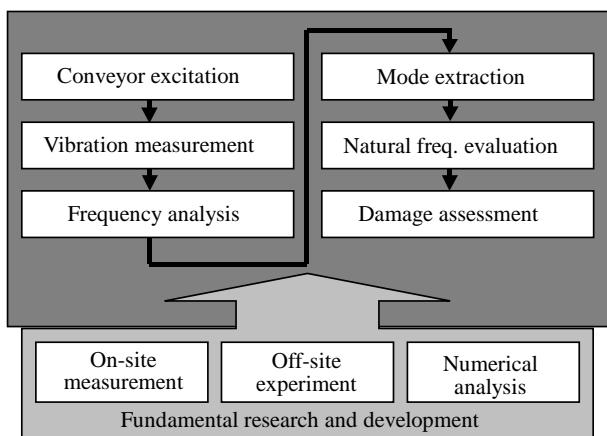 Conveyor excitation
Vibration measurement
Frequency analysis
Mode extraction
Natural freq. evaluation
Damage assessment
On-site
measurement
Off-site
experiment
Numerical
analysis
Fundamental research and development